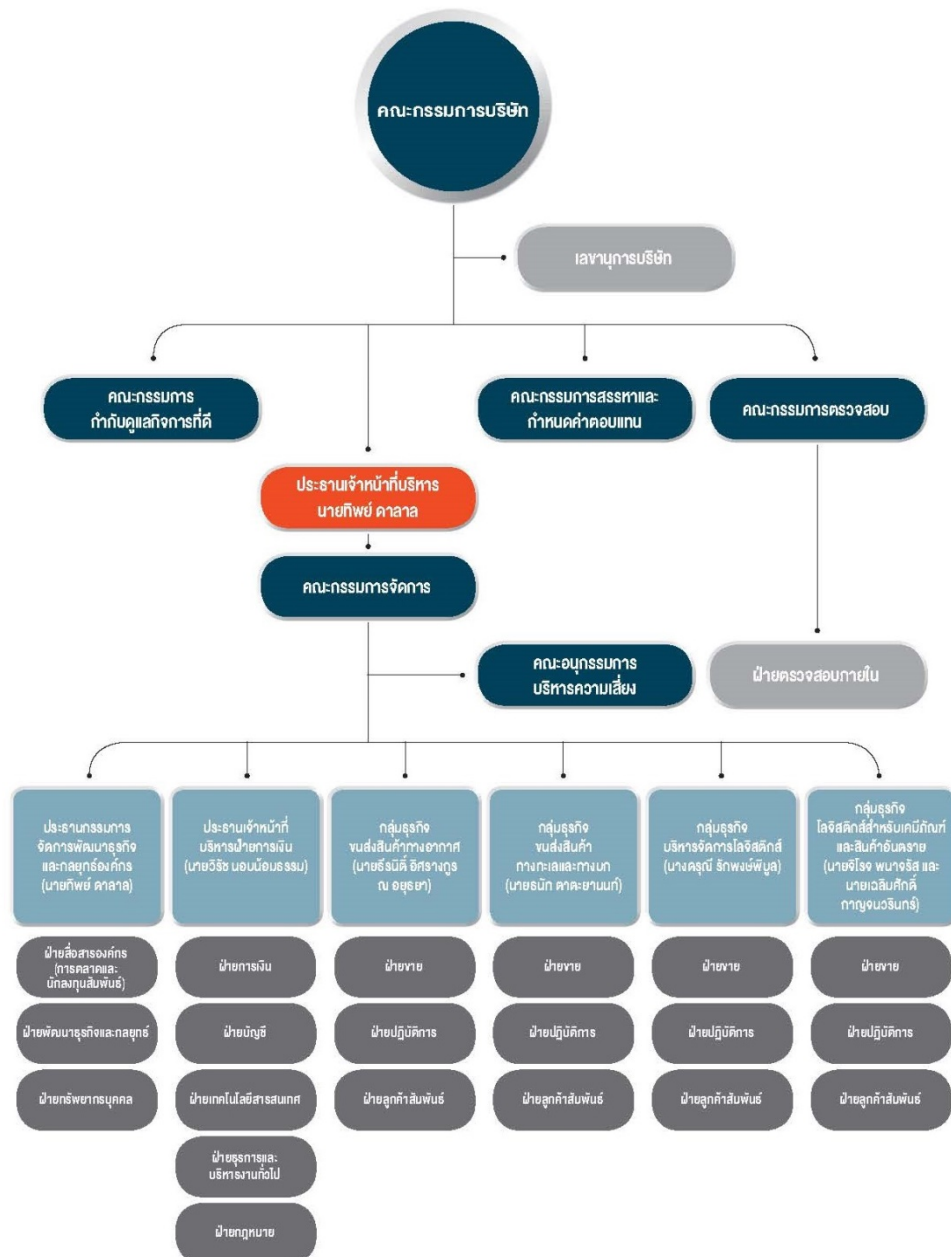 คณะกรรมการบริษัท
เลขานุการบริษัท
คณะกรรมการ
กำกับดูแลกิจการที่ดี
คณะกรรมการสรรหาและ
กำหนดค่าตอบแทน
คณะกรรมการตรวจสอบ
ประธานเจ้าหน้าที่บริหาร
นายทิพย์ ดาลาล
คณะกรรมการจัดการ
คณะอนุกรรมการ
บริหารความเสี่ยง
ฝ่ายตรวจสอบภายใน
ประธานกรรมการ
จัดการพัฒนาธุรกิจ
และกลยุทธ์องค์กร
(นายทิพย์ ดาลาล)
ฝ่ายสื่อสารองค์กร
(การตลาดและ
นักลงทุนสัมพันธ์)
ฝ่ายพัฒนาธุรกิจและกลยุทธ์
ฝ่ายทรัพยากรบุคคล
ประธานเจ้าหน้าที่
บริหารฝ่ายการเงิน
(นายวิรัช นอบน้อมธรรม)
ฝ่ายการเงิน
ฝ่ายบัญชี
ฝ่ายเทคโนโลยีสารสนเทศ
ฝ่ายธุรการและ
บริหารงานทั่วไป
ฝ่ายกฎหมาย
กลุ่มธุรกิจ
ขนส่งสินค้าทางอากาศ
(นายธีรนิติ์ อิศรางกูร
ณ อยุธยา)
ฝ่ายขาย
ฝ่ายปฏิบัติการ
ฝ่ายลูกค้าสัมพันธ์
กลุ่มธุรกิจ
ขนส่งสินค้า
ทางทะเลและทางบก
(นายธนัท ตาตะยานนท์)
ฝ่ายขาย
ฝ่ายปฏิบัติการ
ฝ่ายลูกค้าสัมพันธ์
กลุ่มธุรกิจ
บริหารจัดการโลจิสติกส์
(นางดรุณี รักพงษ์พิบูล)
ฝ่ายขาย
ฝ่ายปฏิบัติการ
ฝ่ายลูกค้าสัมพันธ์
กลุ่มธุรกิจ
โลจิสติกส์สำหรับเคมีภัณฑ์
และสินค้าอันตราย
(นายจิโรจ พนาจรัส และ
นายเฉลิมศักดิ์
กาญจนวรินทร์)
ฝ่ายขาย
ฝ่ายปฏิบัติการ
ฝ่ายลูกค้าสัมพันธ์